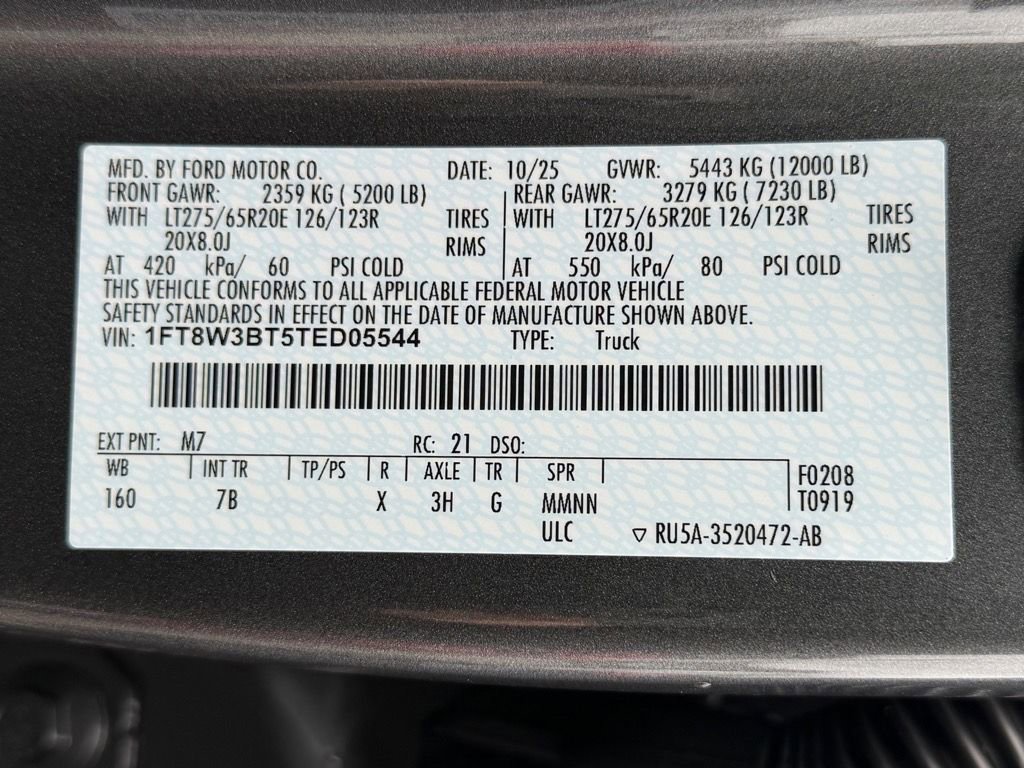 MFD. BY FORD MOTOR CO. DATE: 10/25 GVWR: 5443 KG (12000 LB)
FRONT GAWR: 2359 KG ( 5200 LB) REAR GAWR: 3279 KG ( 7230 LB)
WITH LT275/65R20E 126/123R TIRES WITH LT275/65R20E 126/123R TIRES
20X8.0J RIMS 20X8.0J RIMS
AT 420 kPa/ 60 PSI COLD AT 550 kPa/ 80 PSI COLD
THIS VEHICLE CONFORMS TO ALL APPLICABLE FEDERAL MOTOR VEHICLE
SAFETY STANDARDS IN EFFECT ON THE DATE OF MANUFACTURE SHOWN ABOVE.
VIN: 1FT8W3BT5TED05544 TYPE: Truck
EXT PNT: M7 RC: 21 DSO:
WB INT TR TP/PS R AXLE TR SPR F0208
160 7B X 3H G MMNN T0919
ULC ▽ RU5A-3520472-AB